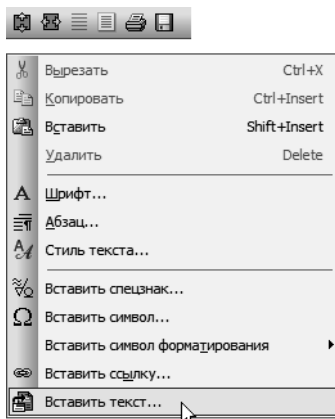 Вырезать Ctrl+X
Копировать Ctrl+Insert
Вставить Shift+Insert
Удалить Delete
Шрифт...
Абзац...
Стиль текста...
Вставить спецзнак...
Вставить символ...
Вставить символ форматирования
Вставить ссылку...
Вставить текст...